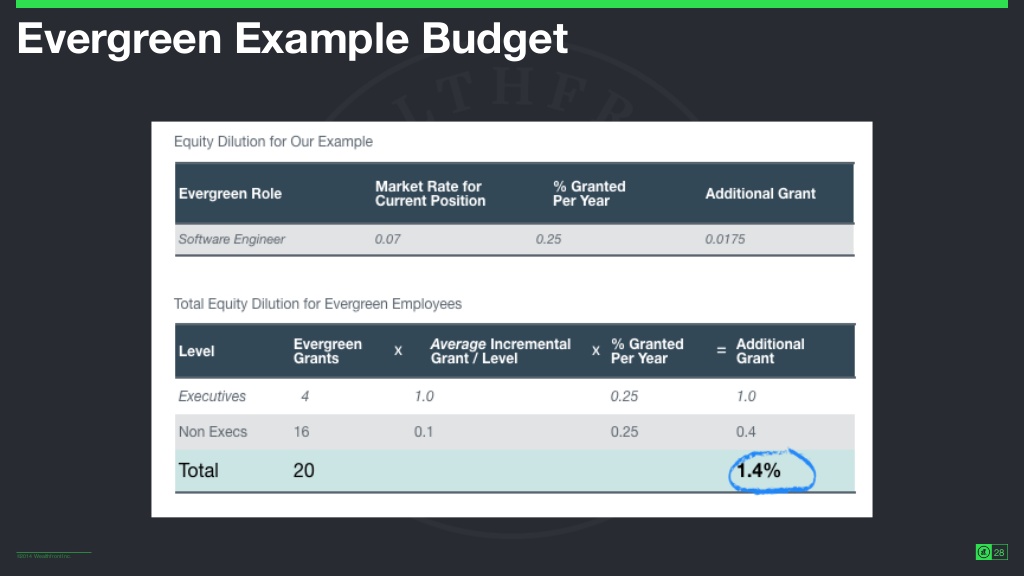 Evergreen Example Budget
Equity Dilution for Our Example
Evergreen Role Market Rate for Current Position % Granted Per Year Additional Grant
Software Engineer 0.07 0.25 0.0175
Total Equity Dilution for Evergreen Employees
Level Evergreen Grants x Average Incremental Grant / Level x % Granted Per Year = Additional Grant
Executives 4 1.0 0.25 1.0
Non Execs 16 0.1 0.25 0.4
Total 20 1.4%
28